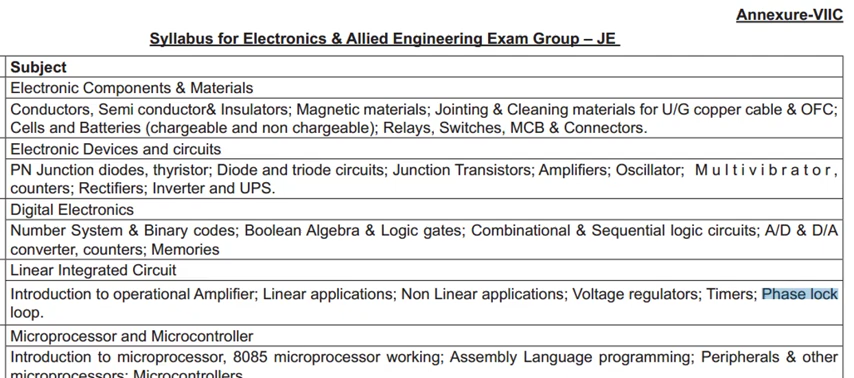 Annexure-VIIC
Syllabus for Electronics & Allied Engineering Exam Group – JE
Subject
Electronic Components & Materials
Conductors, Semi conductor& Insulators; Magnetic materials; Jointing & Cleaning materials for U/G copper cable & OFC;
Cells and Batteries (chargeable and non chargeable); Relays, Switches, MCB & Connectors.
Electronic Devices and circuits
PN Junction diodes, thyristor; Diode and triode circuits; Junction Transistors; Amplifiers; Oscillator; M u l t i v i b r a t o r ,
counters; Rectifiers; Inverter and UPS.
Digital Electronics
Number System & Binary codes; Boolean Algebra & Logic gates; Combinational & Sequential logic circuits; A/D & D/A
converter, counters; Memories
Linear Integrated Circuit
Introduction to operational Amplifier; Linear applications; Non Linear applications; Voltage regulators; Timers; Phase lock
loop.
Microprocessor and Microcontroller
Introduction to microprocessor, 8085 microprocessor working; Assembly Language programming; Peripherals & other
microprocessors; Microcontrollers